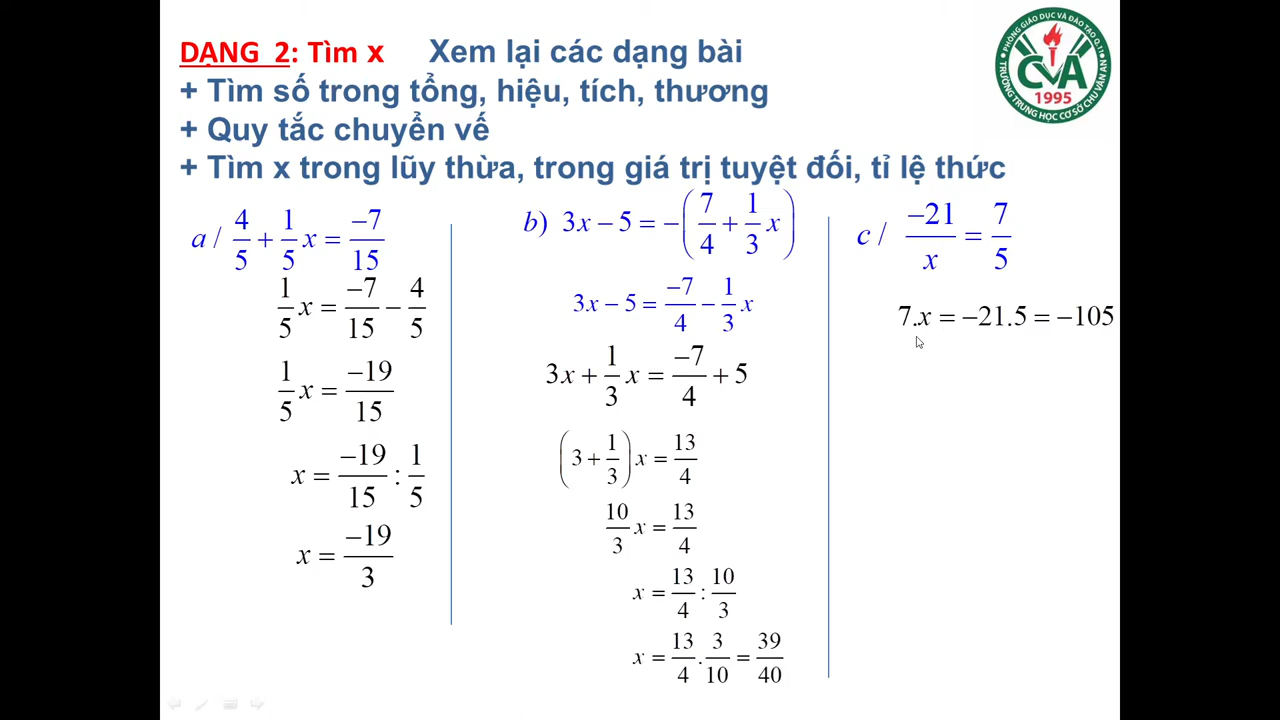 DẠNG 2: Tìm x Xem lại các dạng bài
+ Tìm số trong tổng, hiệu, tích, thương
+ Quy tắc chuyển vế
+ Tìm x trong lũy thừa, trong giá trị tuyệt đối, tỉ lệ thức
PHÒNG GIÁO DỤC VÀ ĐÀO TẠO Q.11
CVA
1995
TRƯỜNG TRUNG HỌC CƠ SỞ CHU VĂN AN
a / 4/5 + 1/5 x = −7/15
1/5 x = −7/15 − 4/5
1/5 x = −19/15
x = −19/15 : 1/5
x = −19/3
b) 3x − 5 = −(7/4 + 1/3 x)
3x − 5 = −7/4 − 1/3 x
3x + 1/3 x = −7/4 + 5
(3 + 1/3) x = 13/4
10/3 x = 13/4
x = 13/4 : 10/3
x = 13/4 . 3/10 = 39/40
c / −21/x = 7/5
7.x = −21.5 = −105